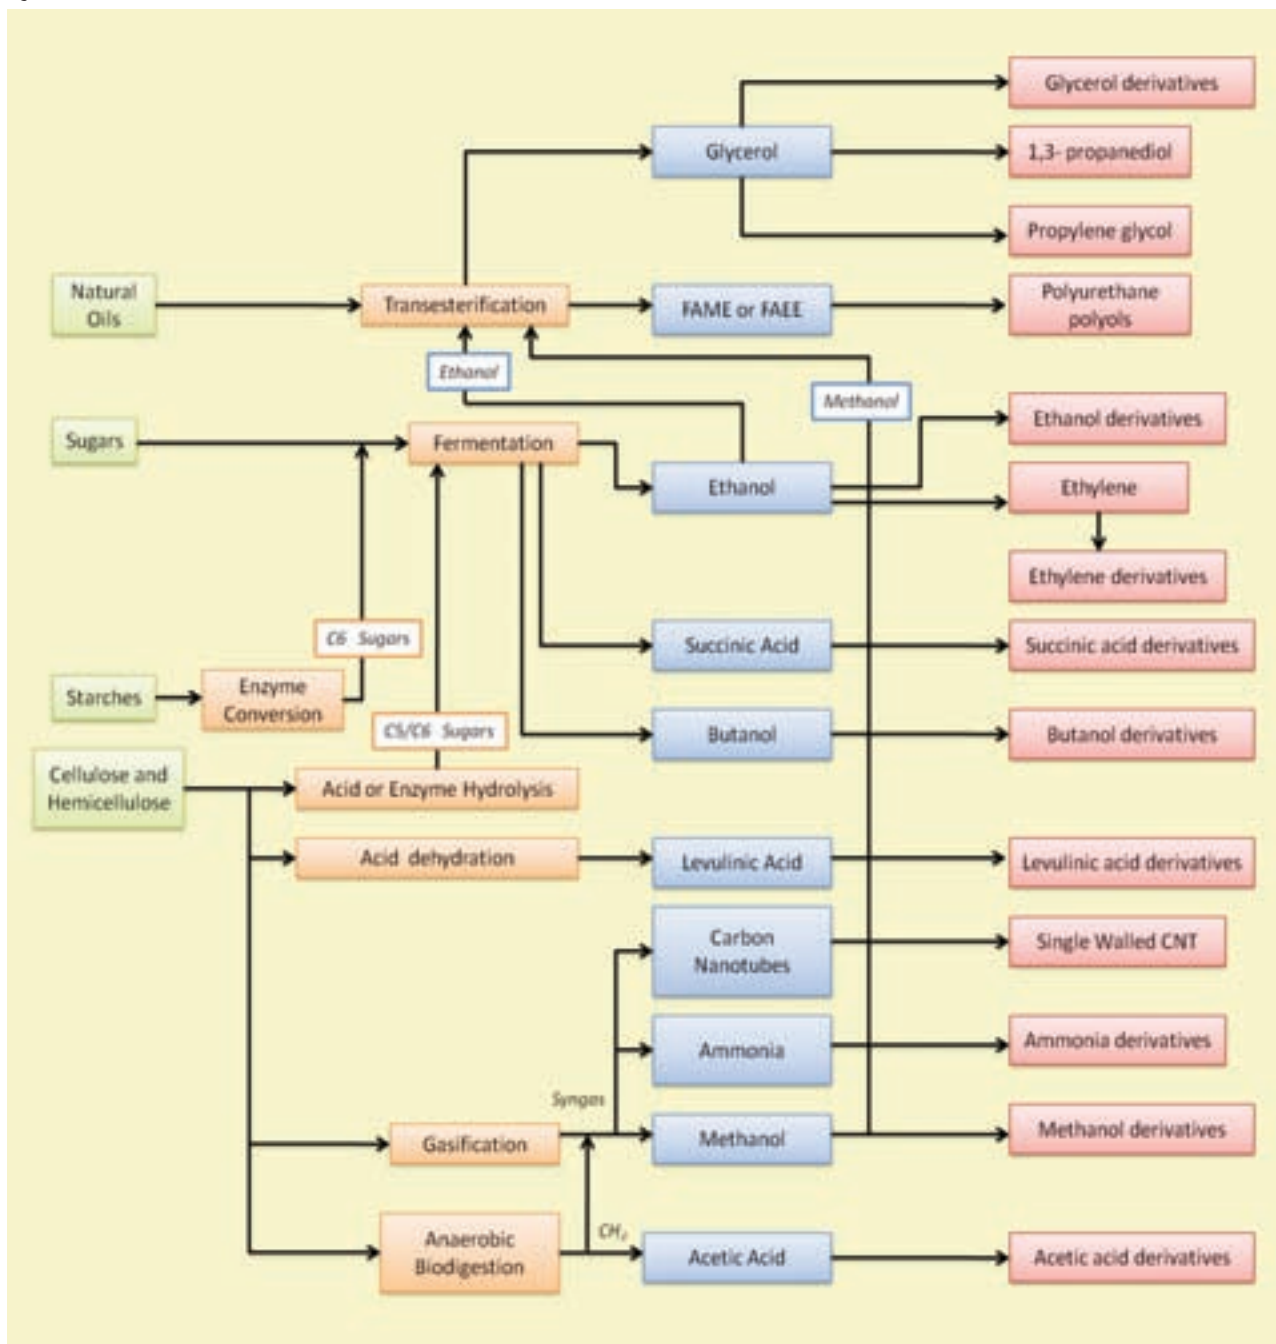 Glycerol derivatives
Glycerol
1,3- propanediol
Propylene glycol
Natural
Oils
Transesterification
FAME or FAEE
Polyurethane
polyols
Ethanol
Methanol
Ethanol derivatives
Sugars
Fermentation
Ethanol
Ethylene
Ethylene derivatives
C6 Sugars
Succinic Acid
Succinic acid derivatives
Starches
Enzyme
Conversion
C5/C6 Sugars
Butanol
Butanol derivatives
Cellulose and
Hemicellulose
Acid or Enzyme Hydrolysis
Acid dehydration
Levulinic Acid
Levulinic acid derivatives
Carbon
Nanotubes
Single Walled CNT
Ammonia
Ammonia derivatives
Syngas
Gasification
Methanol
Methanol derivatives
Anaerobic
Biodigestion
Acetic Acid
Acetic acid derivatives